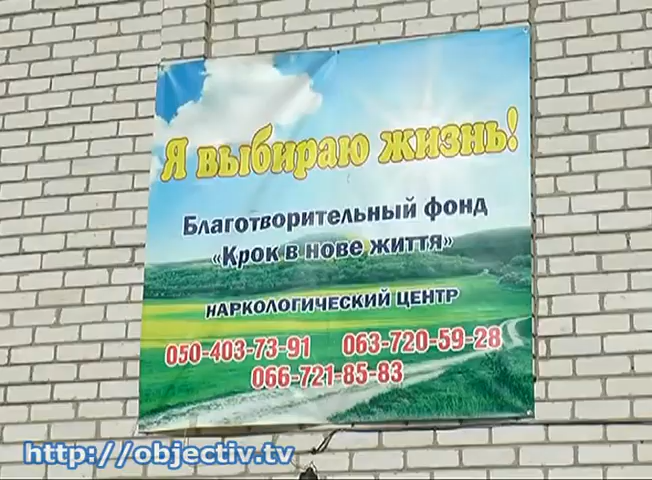 Я выбираю жизнь!
Благотворительный фонд
«Крок в нове життя»
наркологический центр
050-403-73-91 063-720-59-28
066-721-85-83
http://objectiv.tv